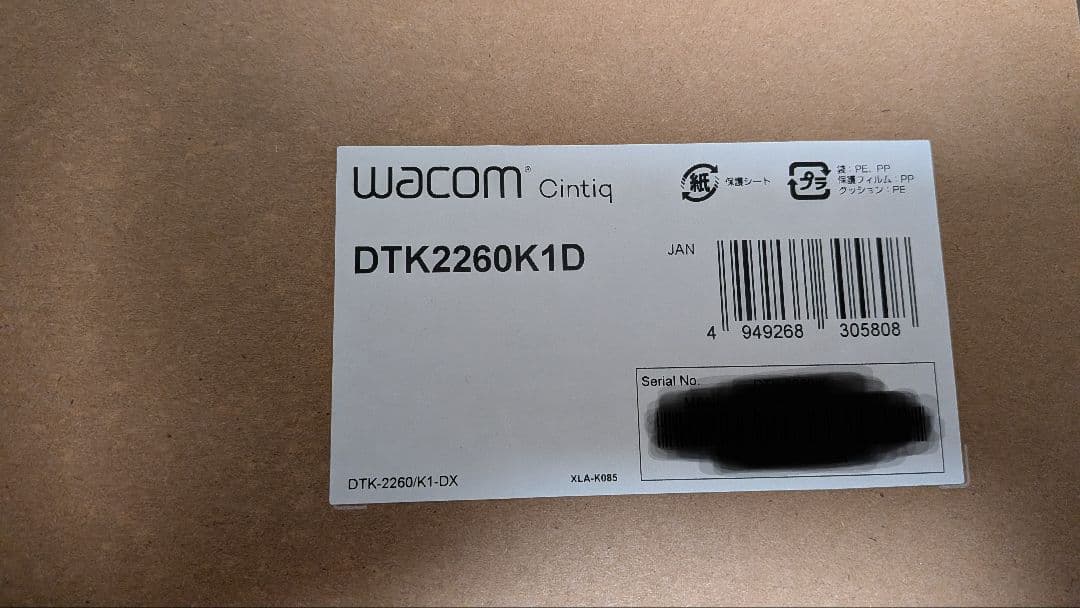 wacom® Cintiq
紙 保護シート
プラ 袋：PE、PP
保護フィルム：PP
クッション：PE
DTK2260K1D
JAN
4 949268 305808
Serial No.
DTK-2260/K1-DX
XLA-K085